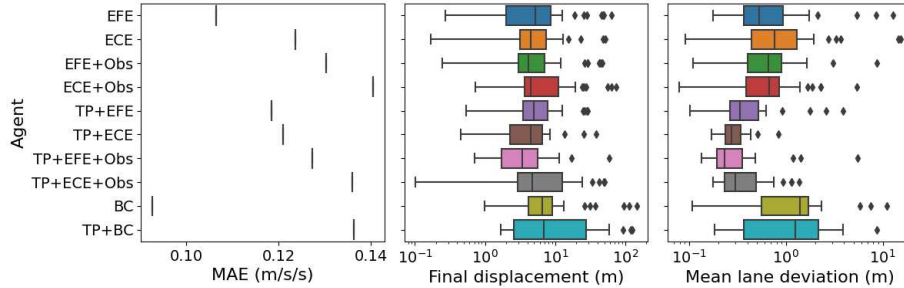 Agent
EFE
ECE
EFE+Obs
ECE+Obs
TP+EFE
TP+ECE
TP+EFE+Obs
TP+ECE+Obs
BC
TP+BC
0.10 0.12 0.14
MAE (m/s/s)
10⁻¹ 10⁰ 10¹ 10²
Final displacement (m)
10⁻¹ 10⁰ 10¹
Mean lane deviation (m)